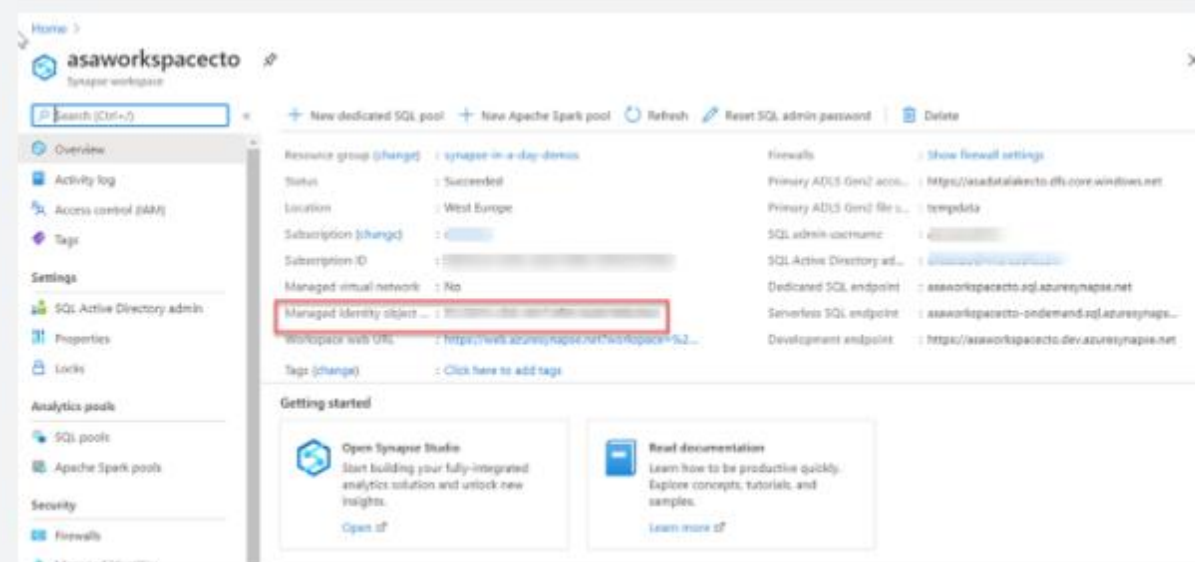 Home >
asaworkspacecto
Synapse workspace
Search (Ctrl+/)
«
New dedicated SQL pool
New Apache Spark pool
Refresh
Reset SQL admin password
Delete
Overview
Activity log
Access control (IAM)
Tags
Settings
SQL Active Directory admin
Properties
Locks
Analytics pools
SQL pools
Apache Spark pools
Security
Firewalls
Resource group (change) : synapse-in-a-day-demos
Status : Succeeded
Location : West Europe
Subscription (change) :
Subscription ID :
Managed virtual network : No
Managed identity object ... :
Workspace web URL : https://web.azuresynapse.net?workspace=%2...
Tags (change) : Click here to add tags
Firewalls : Show firewall settings
Primary ADLS Gen2 acco... : https://asadatalakecto.dfs.core.windows.net
Primary ADLS Gen2 file s... : tempdata
SQL admin username :
SQL Active Directory ad... :
Dedicated SQL endpoint : asaworkspacecto.sql.azuresynapse.net
Serverless SQL endpoint : asaworkspacecto-ondemand.sql.azuresynaps...
Development endpoint : https://asaworkspacecto.dev.azuresynapse.net
Getting started
Open Synapse Studio
Start building your fully-integrated
analytics solution and unlock new
insights.
Open
Read documentation
Learn how to be productive quickly.
Explore concepts, tutorials, and
samples.
Learn more